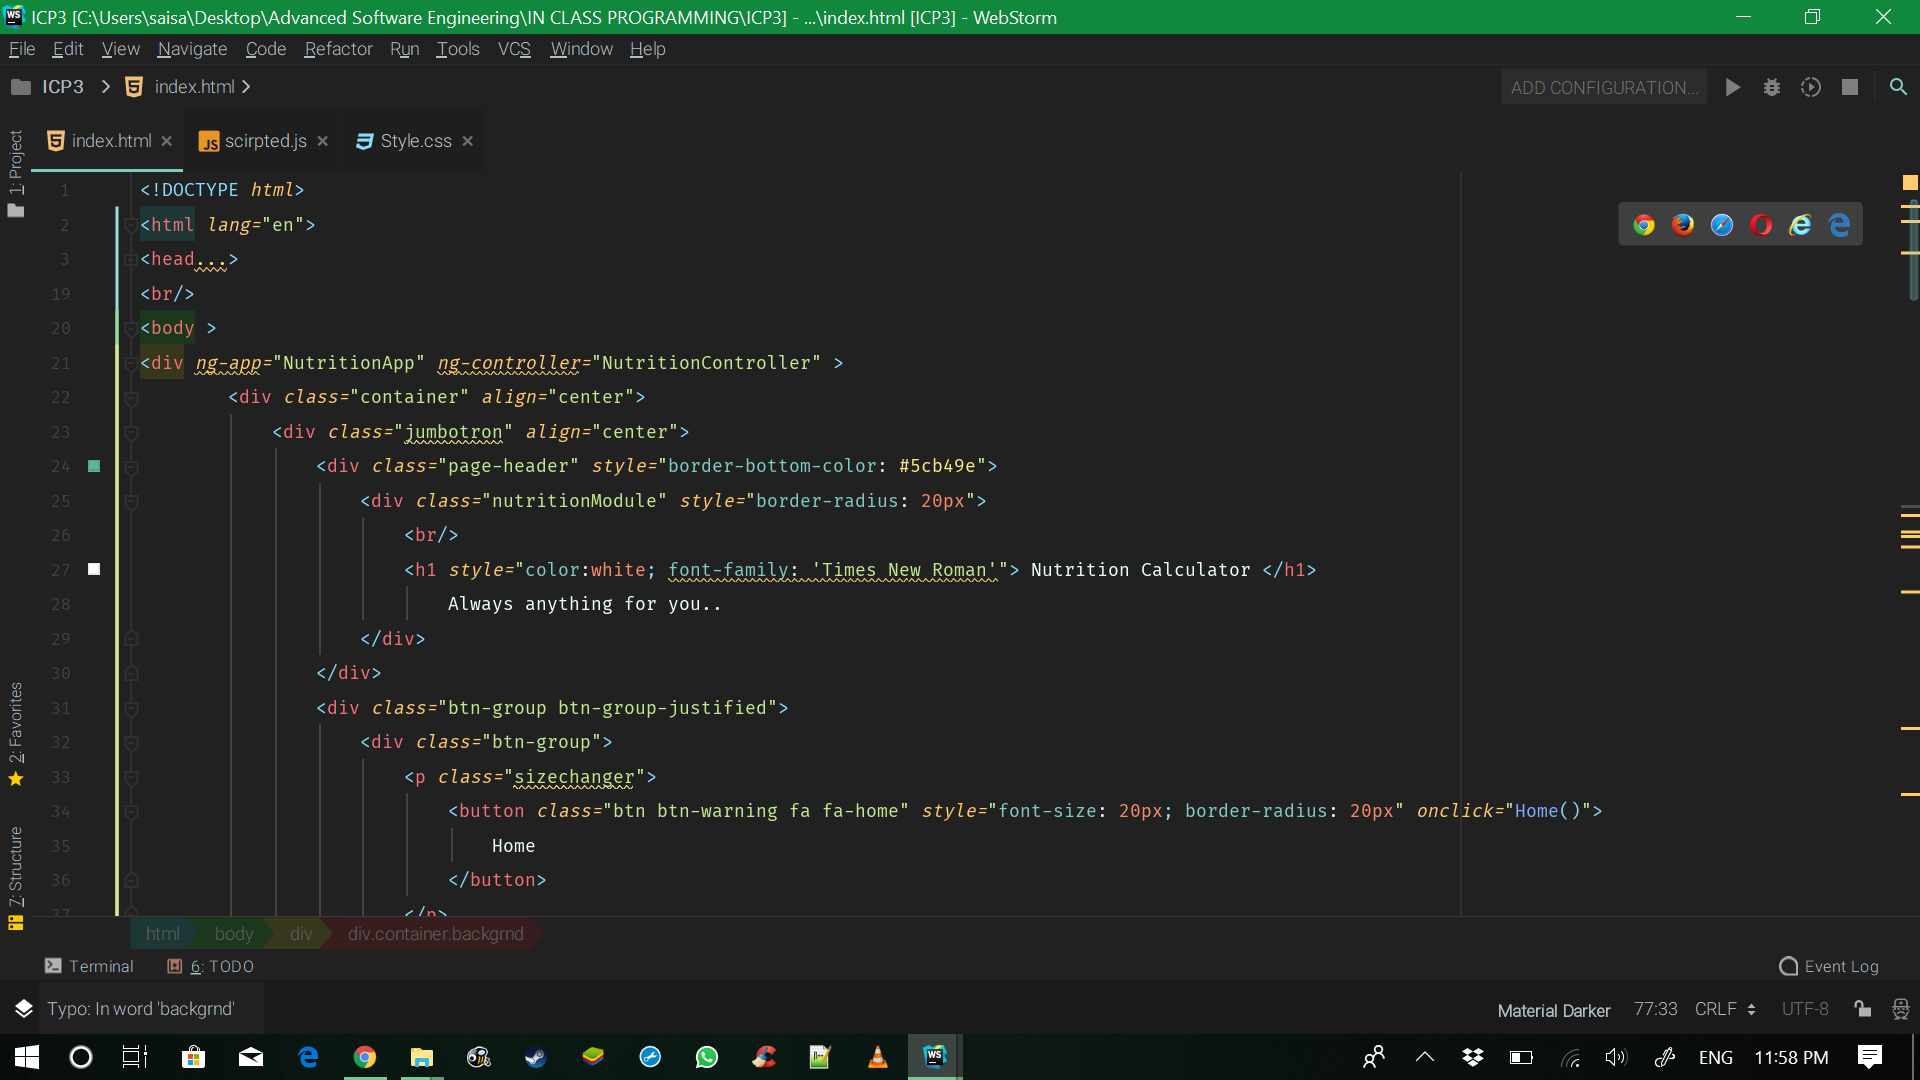 WS ICP3 [C:\Users\saisa\Desktop\Advanced Software Engineering\IN CLASS PROGRAMMING\ICP3] - ...\index.html [ICP3] - WebStorm
File Edit View Navigate Code Refactor Run Tools VCS Window Help
ICP3 index.html ADD CONFIGURATION...
index.html scirpted.js Style.css
1: Project
1 <!DOCTYPE html>
2 <html lang="en">
3 <head...>
19 <br/>
20 <body >
21 <div ng-app="NutritionApp" ng-controller="NutritionController" >
22 <div class="container" align="center">
23 <div class="jumbotron" align="center">
24 <div class="page-header" style="border-bottom-color: #5cb49e">
25 <div class="nutritionModule" style="border-radius: 20px">
26 <br/>
27 <h1 style="color:white; font-family: 'Times New Roman'"> Nutrition Calculator </h1>
28 Always anything for you..
29 </div>
30 </div>
31 <div class="btn-group btn-group-justified">
32 <div class="btn-group">
33 <p class="sizechanger">
34 <button class="btn btn-warning fa fa-home" style="font-size: 20px; border-radius: 20px" onclick="Home()">
35 Home
36 </button>
37 </p>
2: Favorites
7: Structure
html body div div.container.backgrnd
Terminal 6: TODO Event Log
Typo: In word 'backgrnd' Material Darker 77:33 CRLF UTF-8
WS ENG 11:58 PM